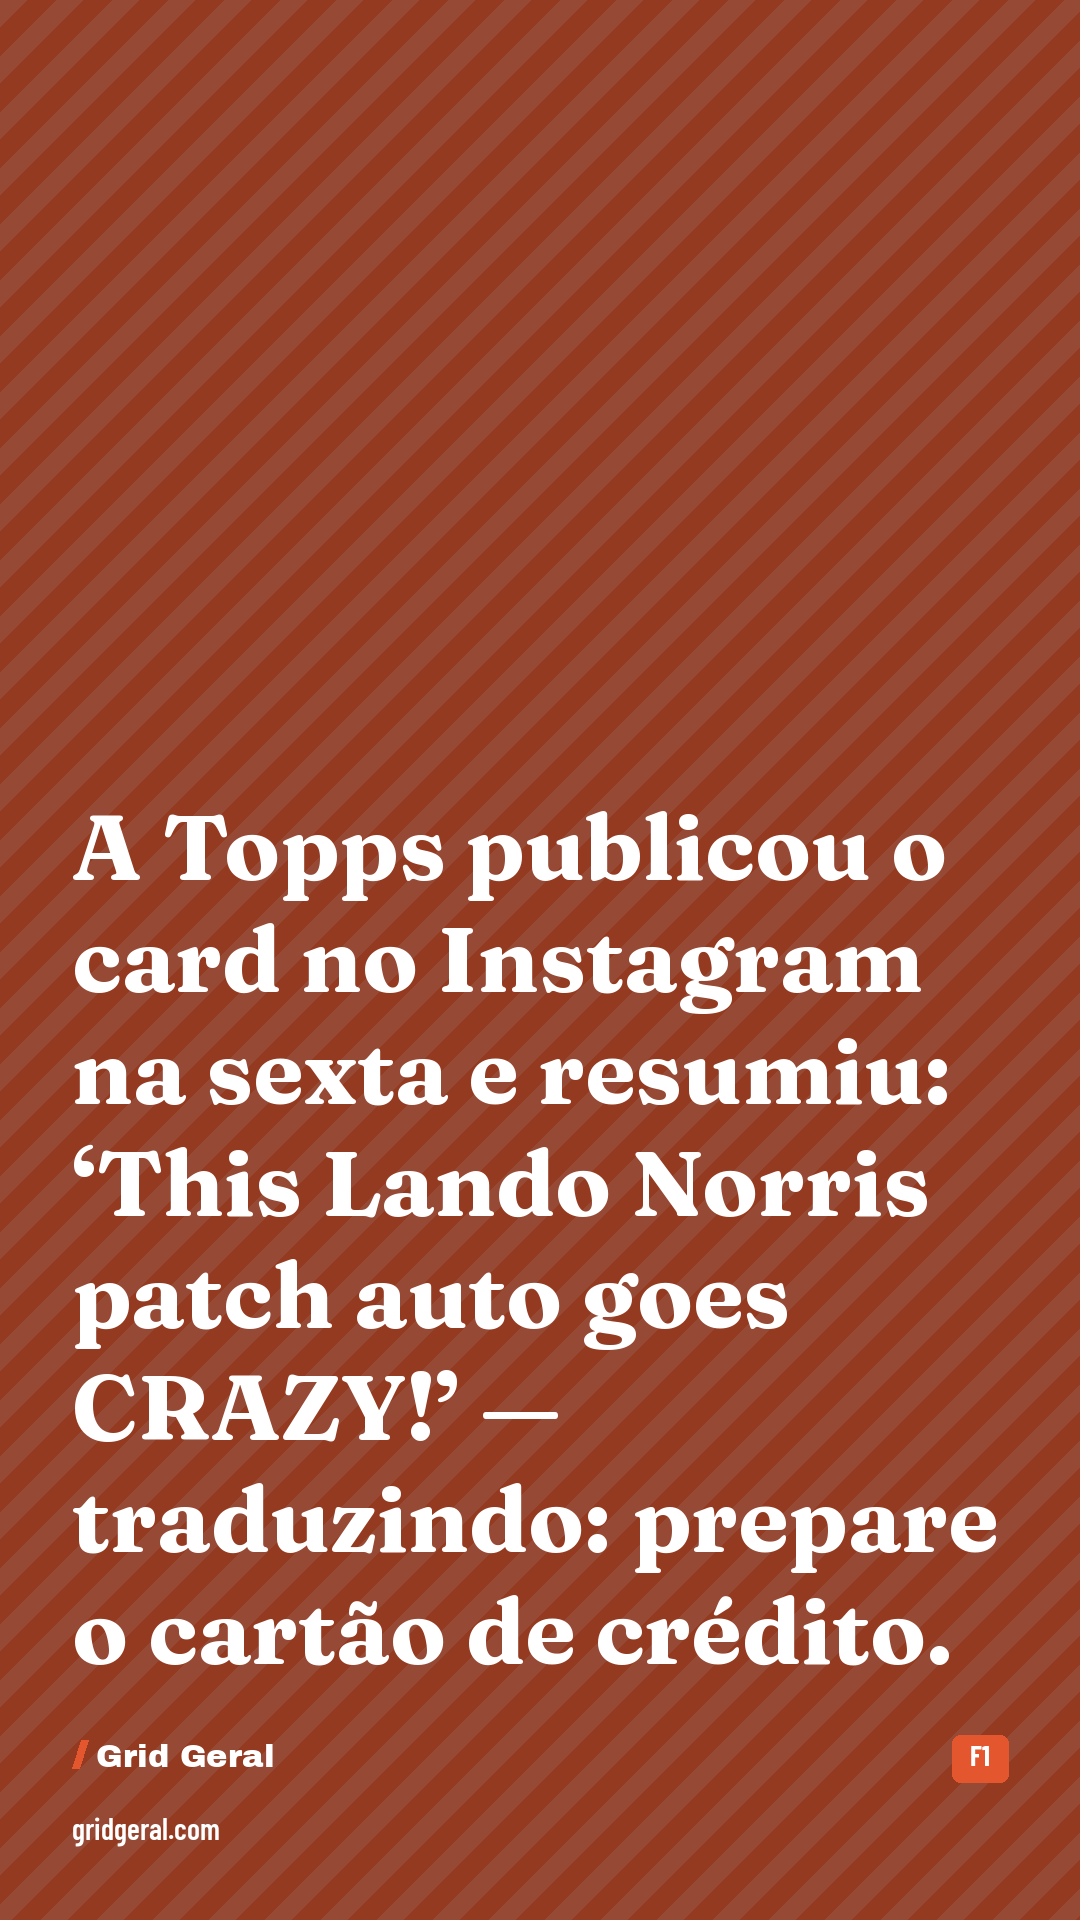 A Topps publicou o
card no Instagram
na sexta e resumiu:
‘This Lando Norris
patch auto goes
CRAZY!’ —
traduzindo: prepare
o cartão de crédito.
/ Grid Geral
F1
gridgeral.com